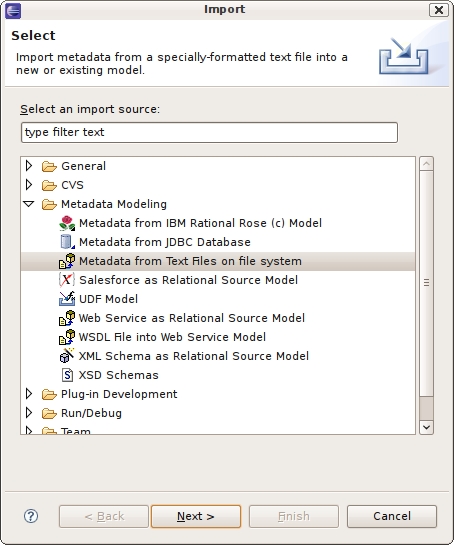 Import
Select
Import metadata from a specially-formatted text file into a
new or existing model.
Select an import source:
type filter text
General
CVS
Metadata Modeling
Metadata from IBM Rational Rose (c) Model
Metadata from JDBC Database
Metadata from Text Files on file system
Salesforce as Relational Source Model
UDF Model
Web Service as Relational Source Model
WSDL File into Web Service Model
XML Schema as Relational Source Model
XSD Schemas
Plug-in Development
Run/Debug
Team
< Back
Next >
Finish
Cancel